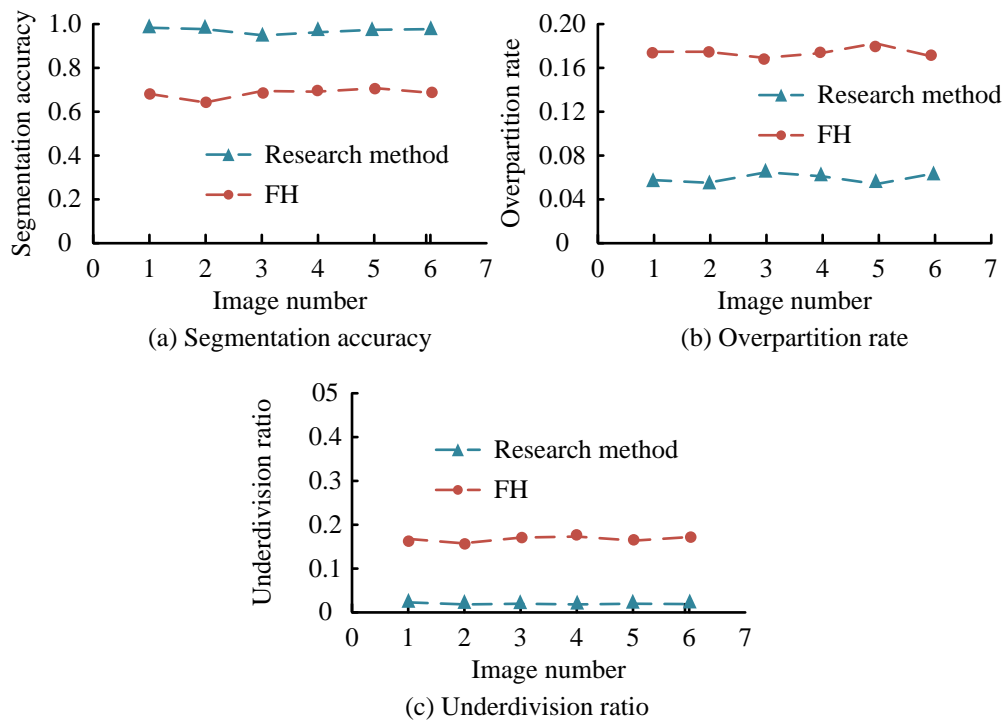 Segmentation accuracy
1.0
0.8
0.6
0.4
0.2
0
Research method
FH
0 1 2 3 4 5 6 7
Image number
(a) Segmentation accuracy
Overpartition rate
0.20
0.16
0.12
0.08
0.04
0
Research method
FH
0 1 2 3 4 5 6 7
Image number
(b) Overpartition rate
Underdivision ratio
05
0.4
0.3
0.2
0.1
0
Research method
FH
0 1 2 3 4 5 6 7
Image number
(c) Underdivision ratio